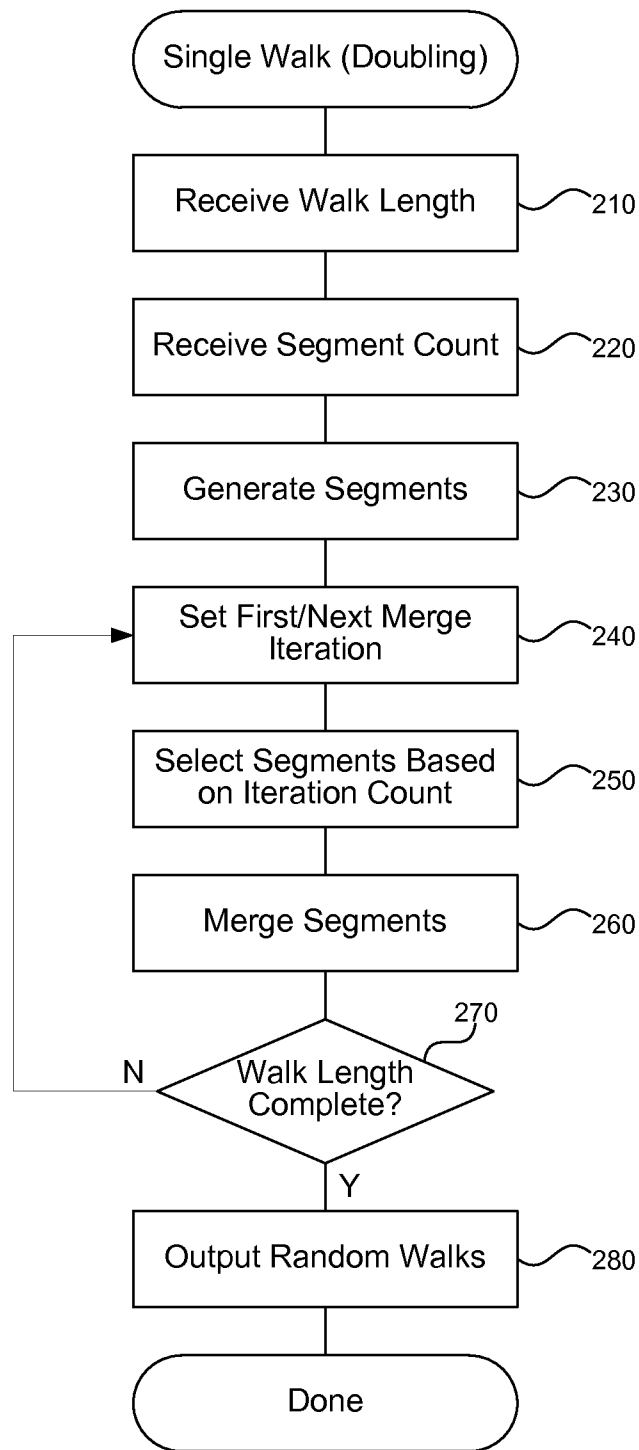 Single Walk (Doubling)
Receive Walk Length
210
Receive Segment Count
220
Generate Segments
230
Set First/Next Merge
Iteration
240
Select Segments Based
on Iteration Count
250
Merge Segments
260
270
N
Walk Length
Complete?
Y
Output Random Walks
280
Done